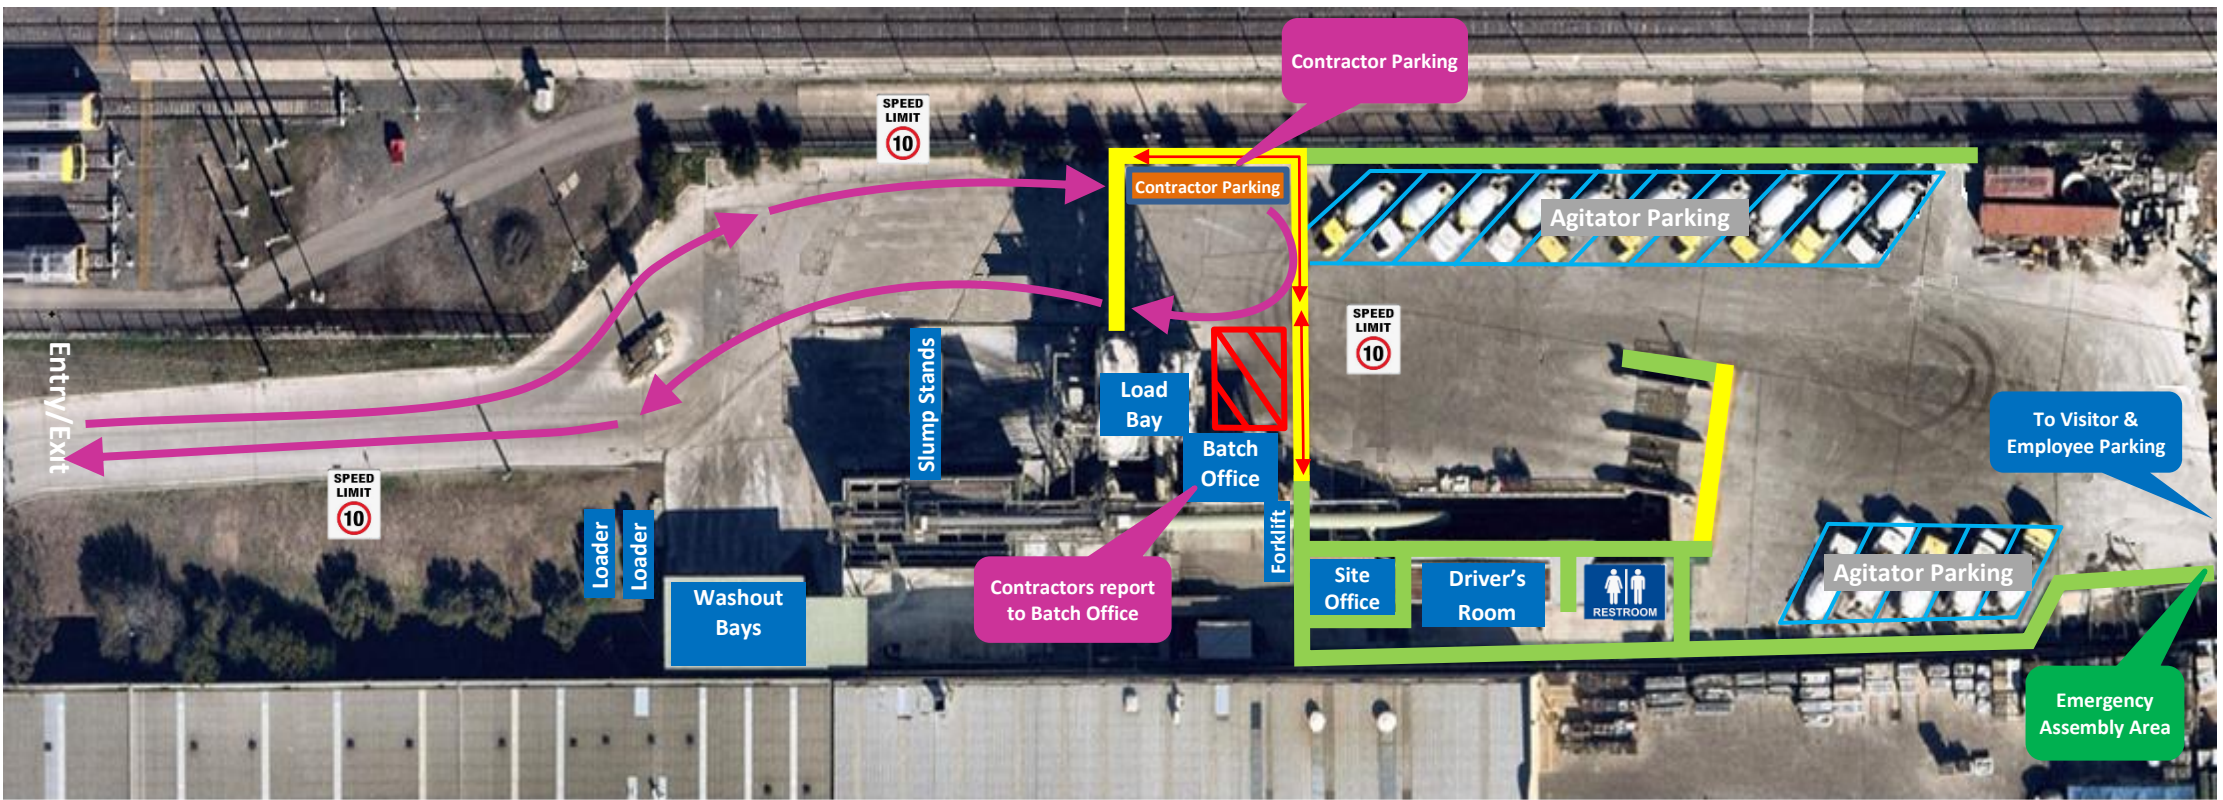 Contractor Parking
SPEED
LIMIT
10
Contractor Parking
Agitator Parking
Entry/Exit
SPEED
LIMIT
10
Slump Stands
Load
Bay
Batch
Office
To Visitor &
Employee Parking
SPEED
LIMIT
10
Loader
Loader
Forklift
Washout
Bays
Contractors report
to Batch Office
Site
Office
Driver's
Room
RESTROOM
Agitator Parking
Emergency
Assembly Area